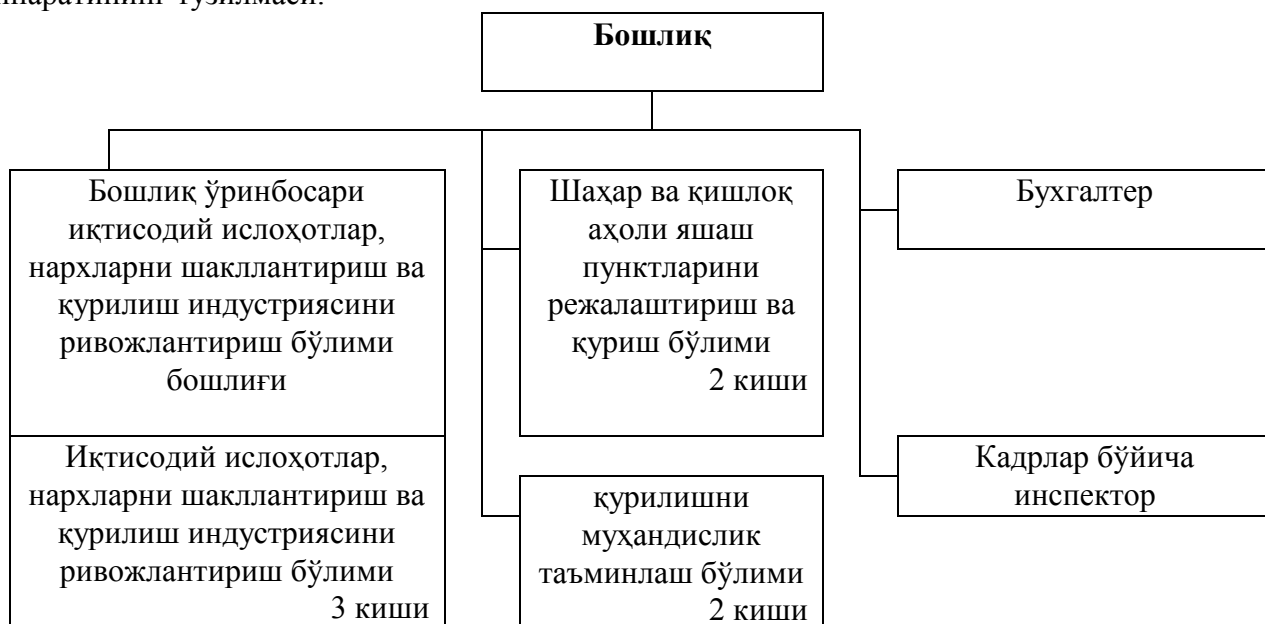 тузилмаси.
Бошлиқ
Бошлиқ ўринбосари
иқтисодий ислоҳотлар,
нархларни шакллантириш ва
қурилиш индустриясини
ривожлантириш бўлими
бошлиғи
Иқтисодий ислоҳотлар,
нархларни шакллантириш ва
қурилиш индустриясини
ривожлантириш бўлими
3 киши
Шаҳар ва қишлоқ
аҳоли яшаш
пунктларини
режалаштириш ва
қуриш бўлими
2 киши
қурилишни
муҳандислик
таъминлаш бўлими
2 киши
Бухгалтер
Кадрлар бўйича
инспектор